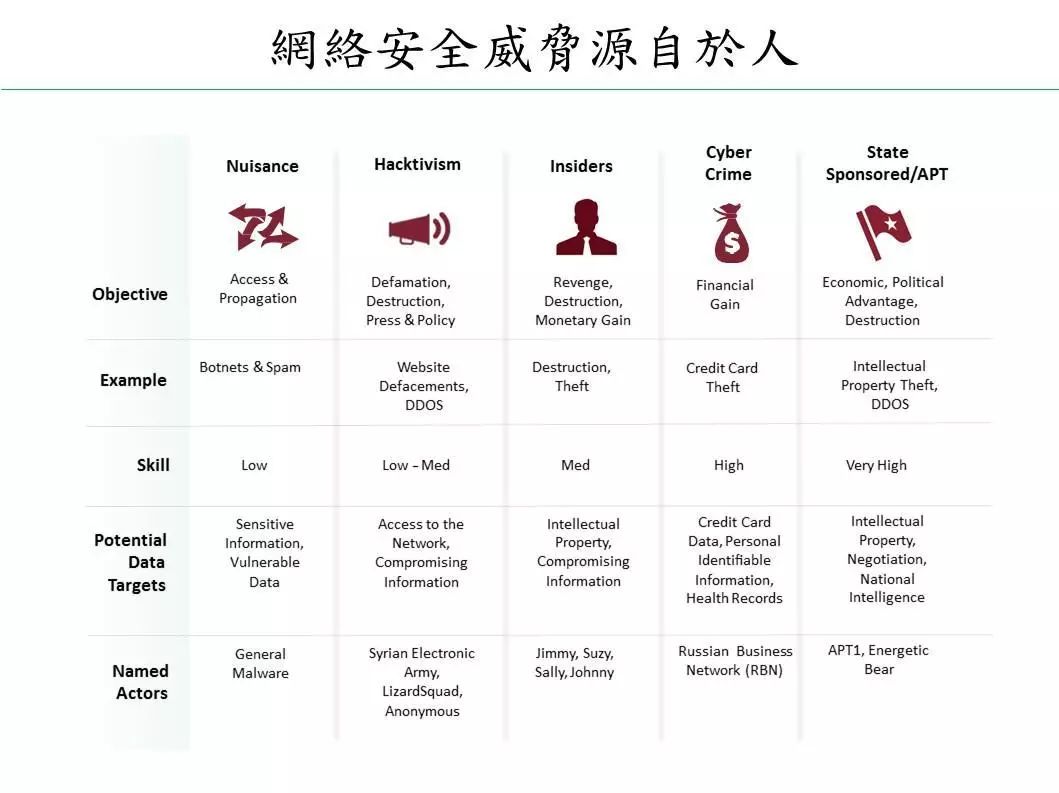 網絡安全威脅源自於人
Nuisance
Hacktivism
Insiders
Cyber
Crime
State
Sponsored/APT
$
Objective
Access &
Propagation
Defamation,
Destruction,
Press & Policy
Revenge,
Destruction,
Monetary Gain
Financial
Gain
Economic, Political
Advantage,
Destruction
Example
Botnets & Spam
Website
Defacements,
DDOS
Destruction,
Theft
Credit Card
Theft
Intellectual
Property Theft,
DDOS
Skill
Low
Low - Med
Med
High
Very High
Potential
Data
Targets
Sensitive
Information,
Vulnerable
Data
Access to the
Network,
Compromising
Information
Intellectual
Property,
Compromising
Information
Credit Card
Data, Personal
Identifiable
Information,
Health Records
Intellectual
Property,
Negotiation,
National
Intelligence
Named
Actors
General
Malware
Syrian Electronic
Army,
LizardSquad,
Anonymous
Jimmy, Suzy,
Sally, Johnny
Russian Business
Network (RBN)
APT1, Energetic
Bear